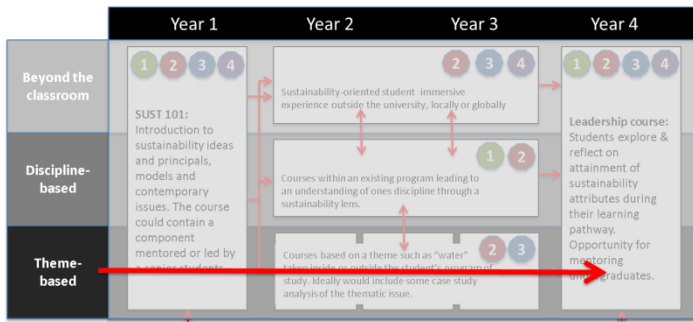 Year 1 Year 2 Year 3 Year 4
Beyond the
classroom
1 2 3 4
SUST 101:
Introduction to
sustainability ideas
and principals,
models and
contemporary
issues. The course
could contain a
component
mentored or led by
2 3 4
Sustainability-oriented student immersive
experience outside the university, locally or globally
1 2 3 4
Leadership course:
Students explore &
reflect on
attainment of
sustainability
attributes during
their learning
pathway.
Opportunity for
mentoring
undergraduates.
Discipline-
based
1 2
Courses within an existing program leading to
an understanding of ones discipline through a
sustainability lens.
Theme-
based
2 3
Courses based on a theme such as "water"
taken inside or outside the student's program of
study. Ideally would include some case study
analysis of the thematic issue.